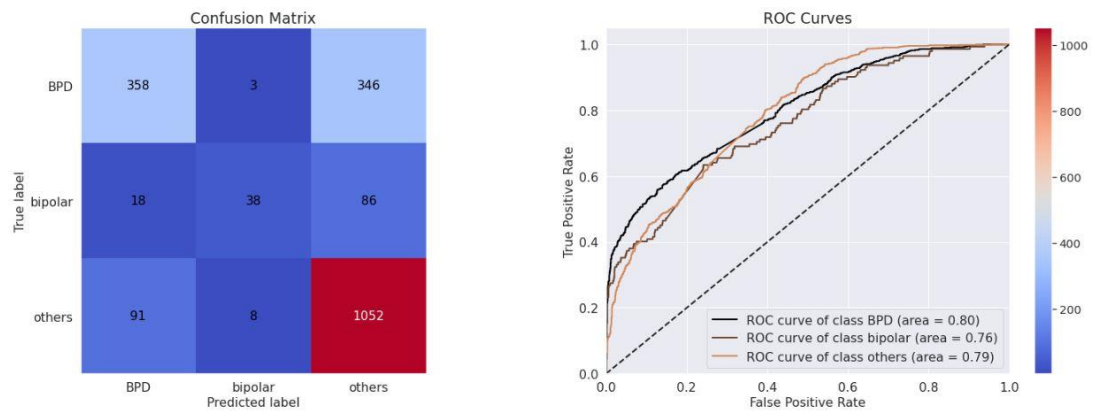 Confusion Matrix
True label
BPD
358
3
346
bipolar
18
38
86
others
91
8
1052
BPD
bipolar
others
Predicted label
ROC Curves
True Positive Rate
1.0
0.8
0.6
0.4
0.2
0.0
ROC curve of class BPD (area = 0.80)
ROC curve of class bipolar (area = 0.76)
ROC curve of class others (area = 0.79)
0.0
0.2
0.4
0.6
0.8
1.0
False Positive Rate
1000
800
600
400
200